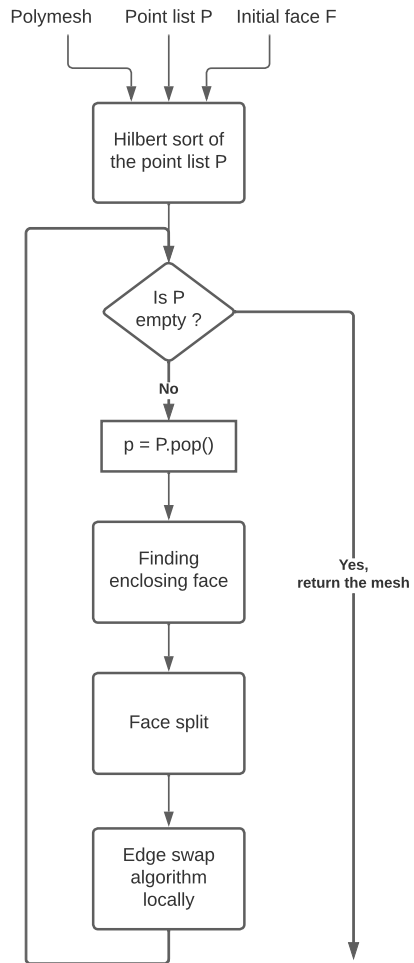 Polymesh Point list P Initial face F
Hilbert sort of
the point list P
Is P
empty ?
No
p = P.pop()
Finding
enclosing face
Yes,
return the mesh
Face split
Edge swap
algorithm
locally